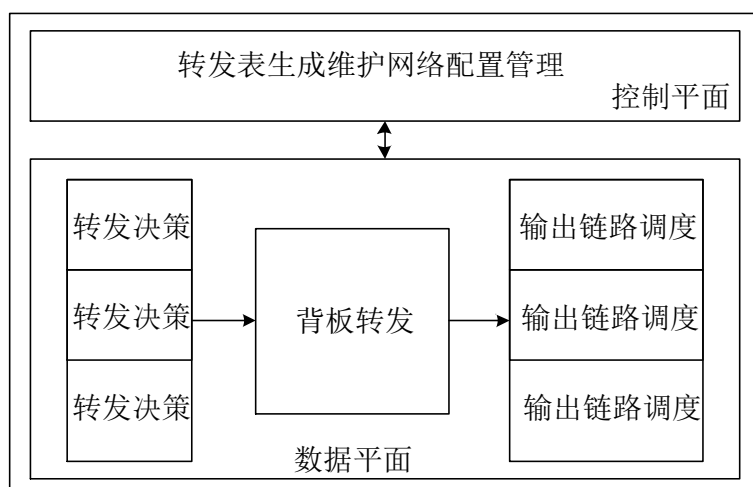 转发表生成维护网络配置管理
控制平面
转发决策
转发决策
转发决策
背板转发
输出链路调度
输出链路调度
输出链路调度
数据平面